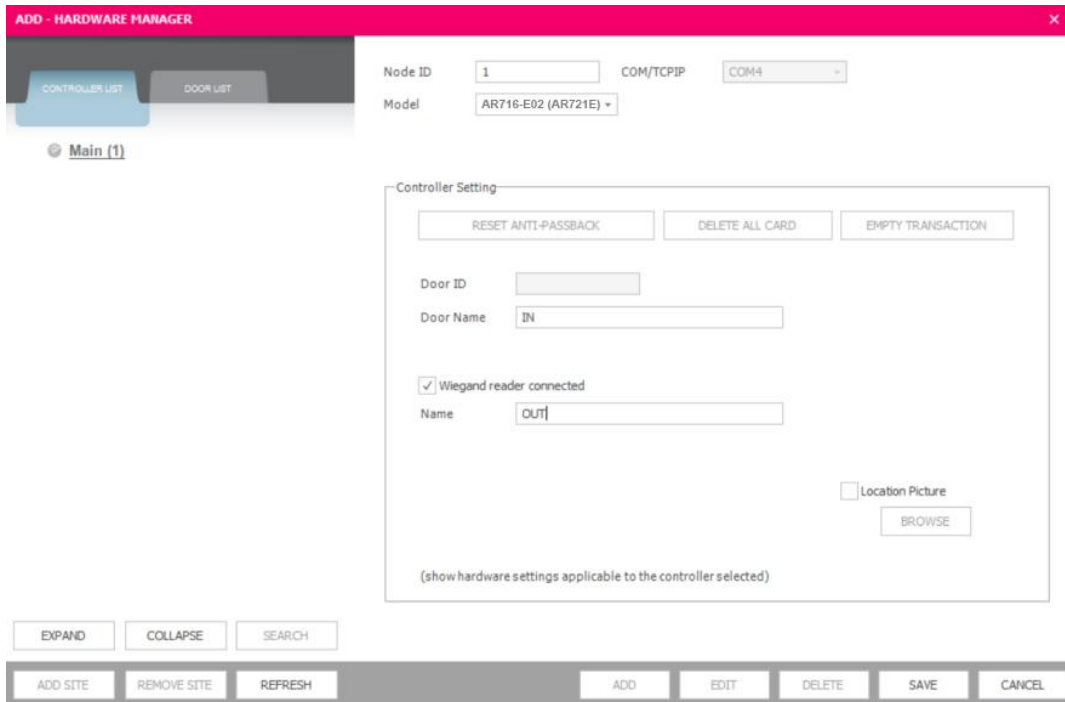 ADD - HARDWARE MANAGER
CONTROLLER LIST
DOOR LIST
Main (1)
Node ID
1
COM/TCPIP
COM4
Model
AR716-E02 (AR721E)
Controller Setting
RESET ANTI-PASSBACK
DELETE ALL CARD
EMPTY TRANSACTION
Door ID
Door Name
IN
Wiegand reader connected
Name
OUT
Location Picture
BROWSE
(show hardware settings applicable to the controller selected)
EXPAND
COLLAPSE
SEARCH
ADD SITE
REMOVE SITE
REFRESH
ADD
EDIT
DELETE
SAVE
CANCEL